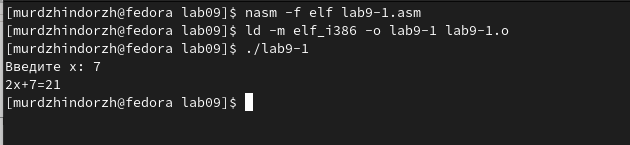 [murdzhindorzh@fedora lab09]$ nasm -f elf lab9-1.asm
[murdzhindorzh@fedora lab09]$ ld -m elf_i386 -o lab9-1 lab9-1.o
[murdzhindorzh@fedora lab09]$ ./lab9-1
Введите x: 7
2x+7=21
[murdzhindorzh@fedora lab09]$